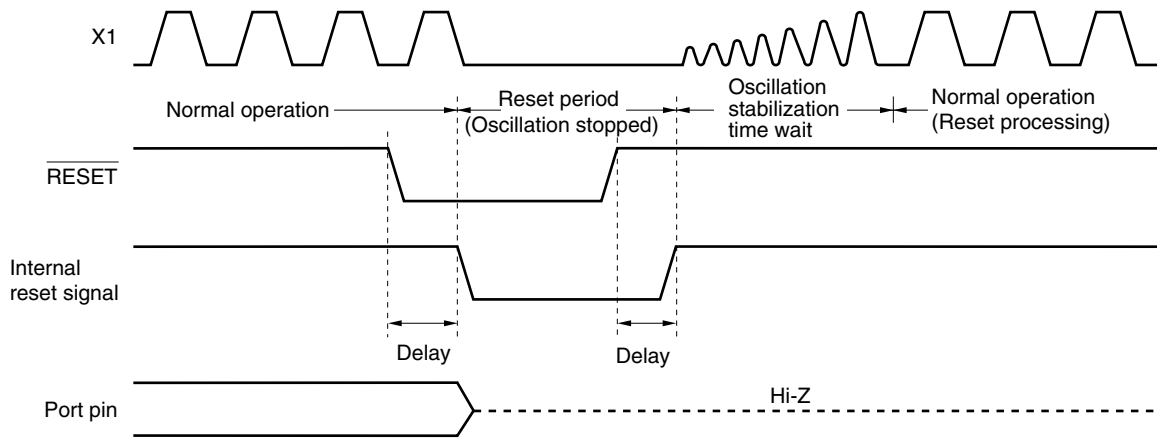 X1
Normal operation
Reset period
(Oscillation stopped)
Oscillation
stabilization
time wait
Normal operation
(Reset processing)
RESET
Internal
reset signal
Delay
Delay
Port pin
Hi-Z